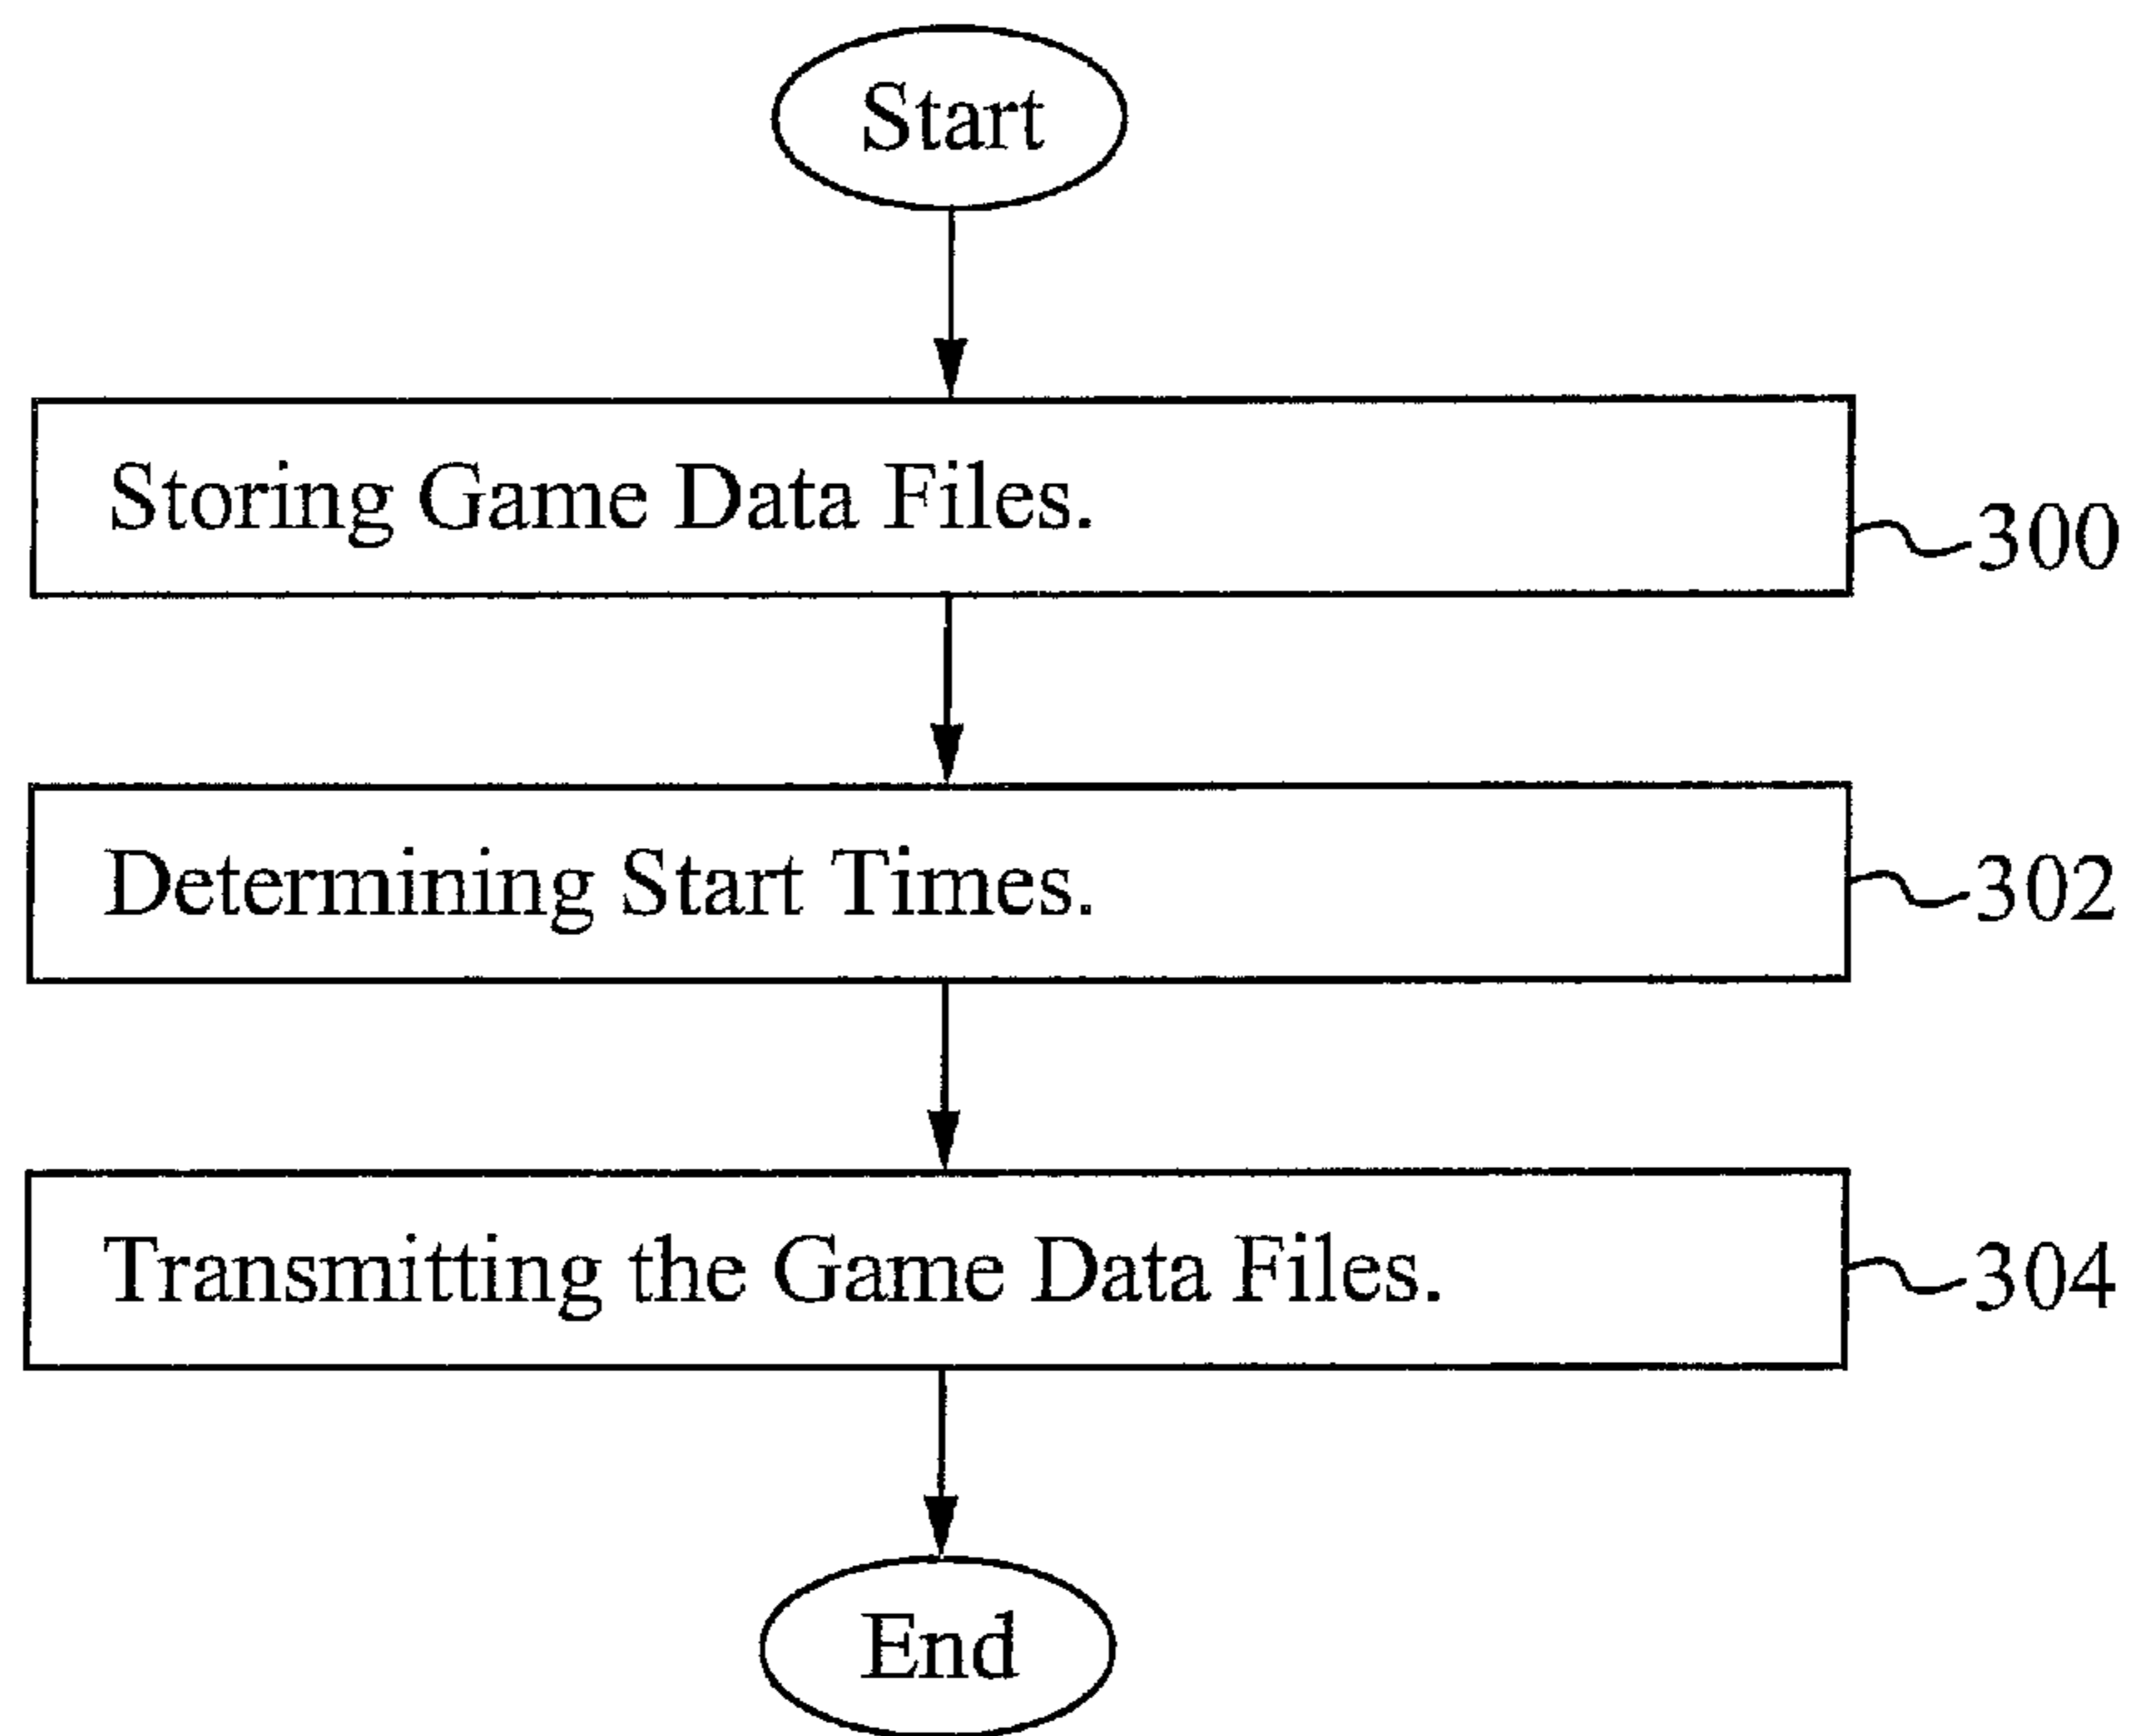 Start
Storing Game Data Files.
300
Determining Start Times.
302
Transmitting the Game Data Files.
304
End